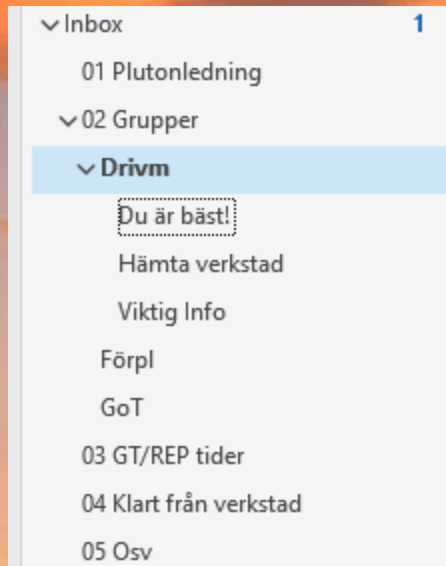 Inbox 1
01 Plutonledning
02 Grupper
Drivm
Du är bäst!
Hämta verkstad
Viktig Info
Förpl
GoT
03 GT/REP tider
04 Klart från verkstad
05 Osv